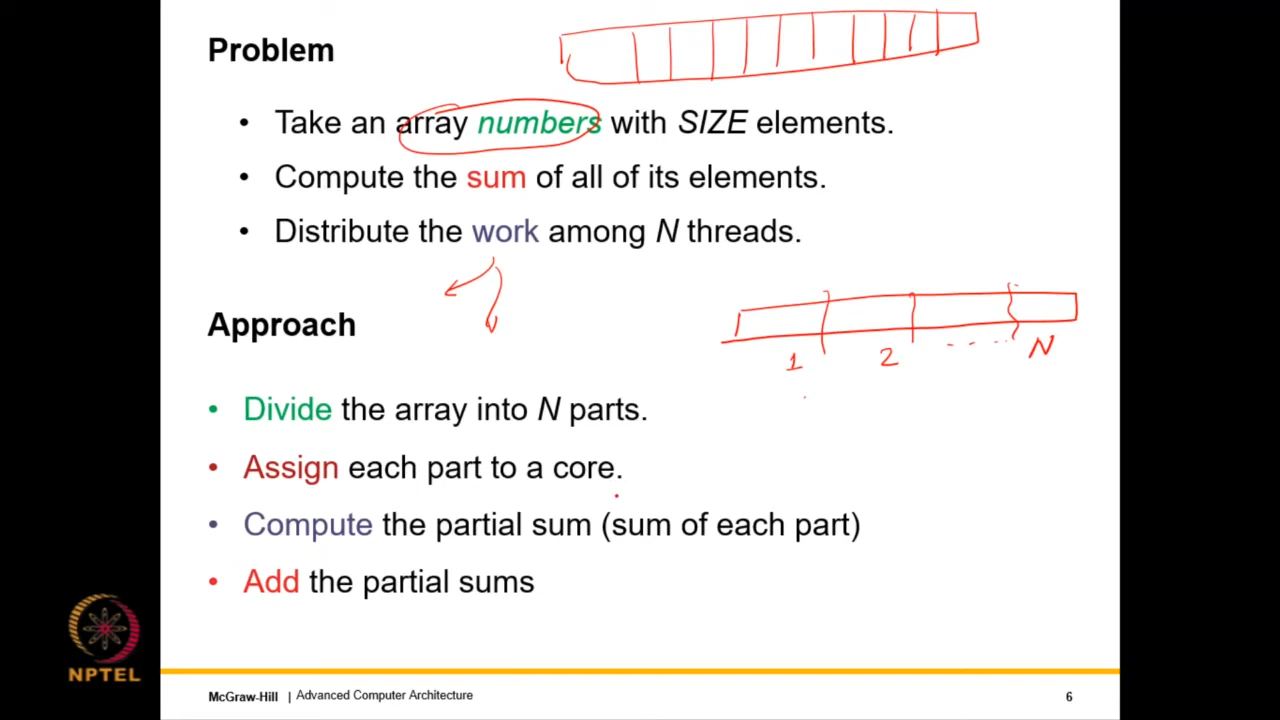 Problem
• Take an array numbers with SIZE elements.
• Compute the sum of all of its elements.
• Distribute the work among N threads.
Approach
1 2 N
• Divide the array into N parts.
• Assign each part to a core.
• Compute the partial sum (sum of each part)
• Add the partial sums
NPTEL
McGraw-Hill | Advanced Computer Architecture 6